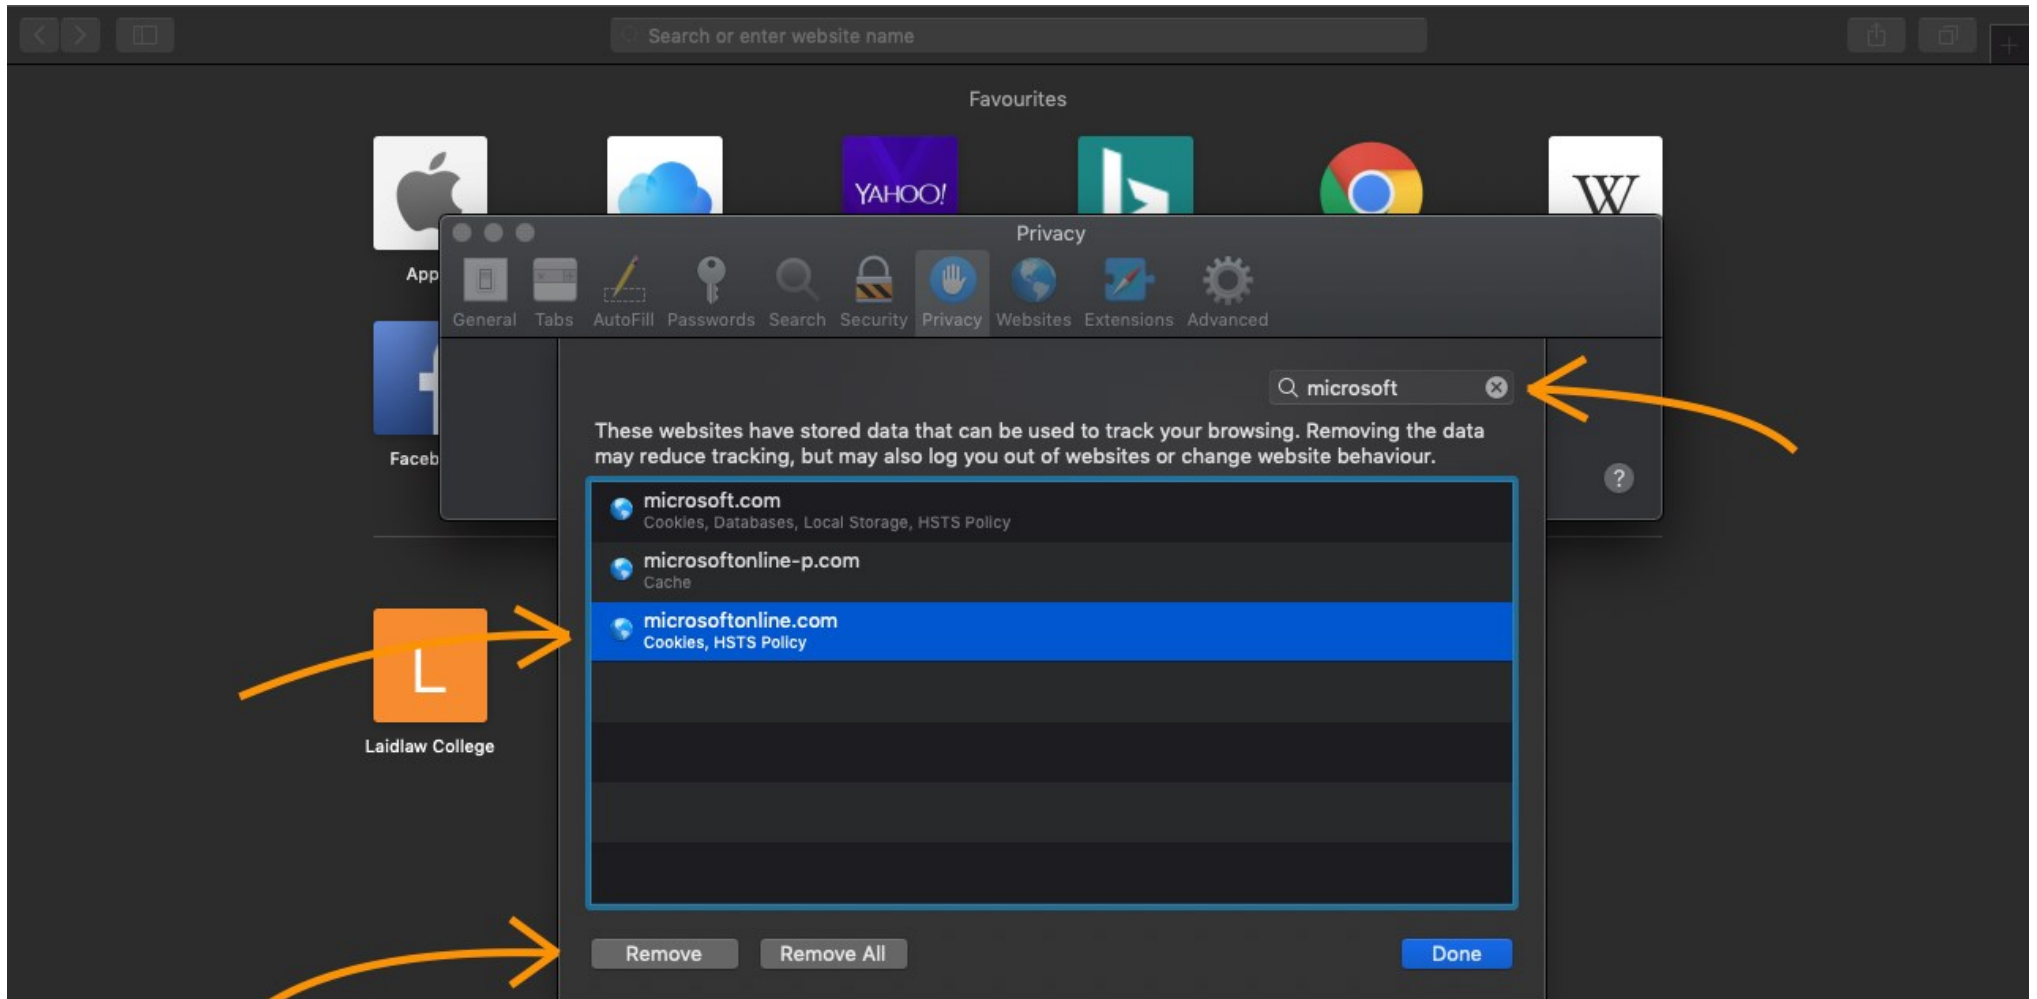 Search or enter website name
Favourites
YAHOO!
W
App
Privacy
General Tabs AutoFill Passwords Search Security Privacy Websites Extensions Advanced
microsoft
These websites have stored data that can be used to track your browsing. Removing the data
may reduce tracking, but may also log you out of websites or change website behaviour.
Faceb
?
microsoft.com
Cookies, Databases, Local Storage, HSTS Policy
microsoftonline-p.com
Cache
microsoftonline.com
Cookies, HSTS Policy
L
Laidlaw College
Remove Remove All Done